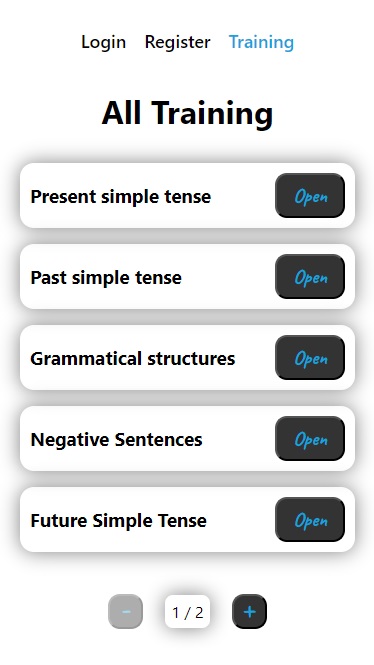 Login Register Training
All Training
Present simple tense Open
Past simple tense Open
Grammatical structures Open
Negative Sentences Open
Future Simple Tense Open
- 1 / 2 +